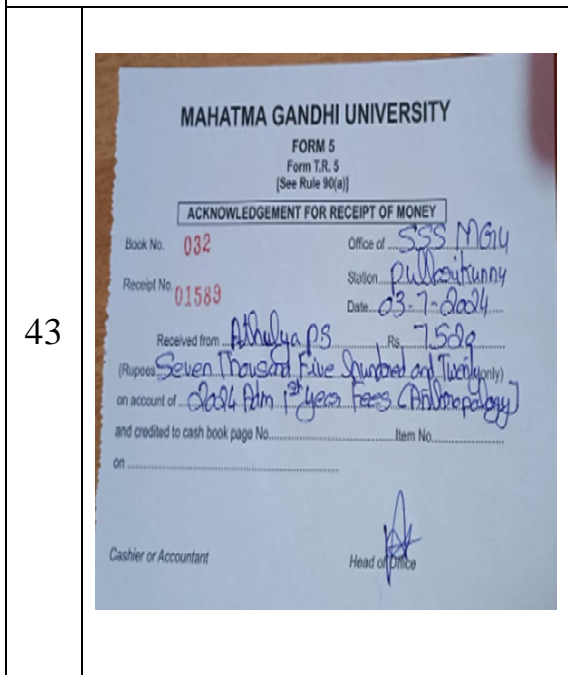 43
MAHATMA GANDHI UNIVERSITY
FORM 5
Form T.R. 5
[See Rule 90(a)]
ACKNOWLEDGEMENT FOR RECEIPT OF MONEY
Book No. 032 Office of SSS MGU
Receipt No. 01589 Station
Date 03-7-2024
Received from Athulya PS Rs 7520
(Rupees Seven Thousand Five hundred and Twenty only)
on account of 2024 Adm 1st year Fees (Anthropology)
and credited to cash book page No. Item No.
on
Cashier or Accountant Head of Office